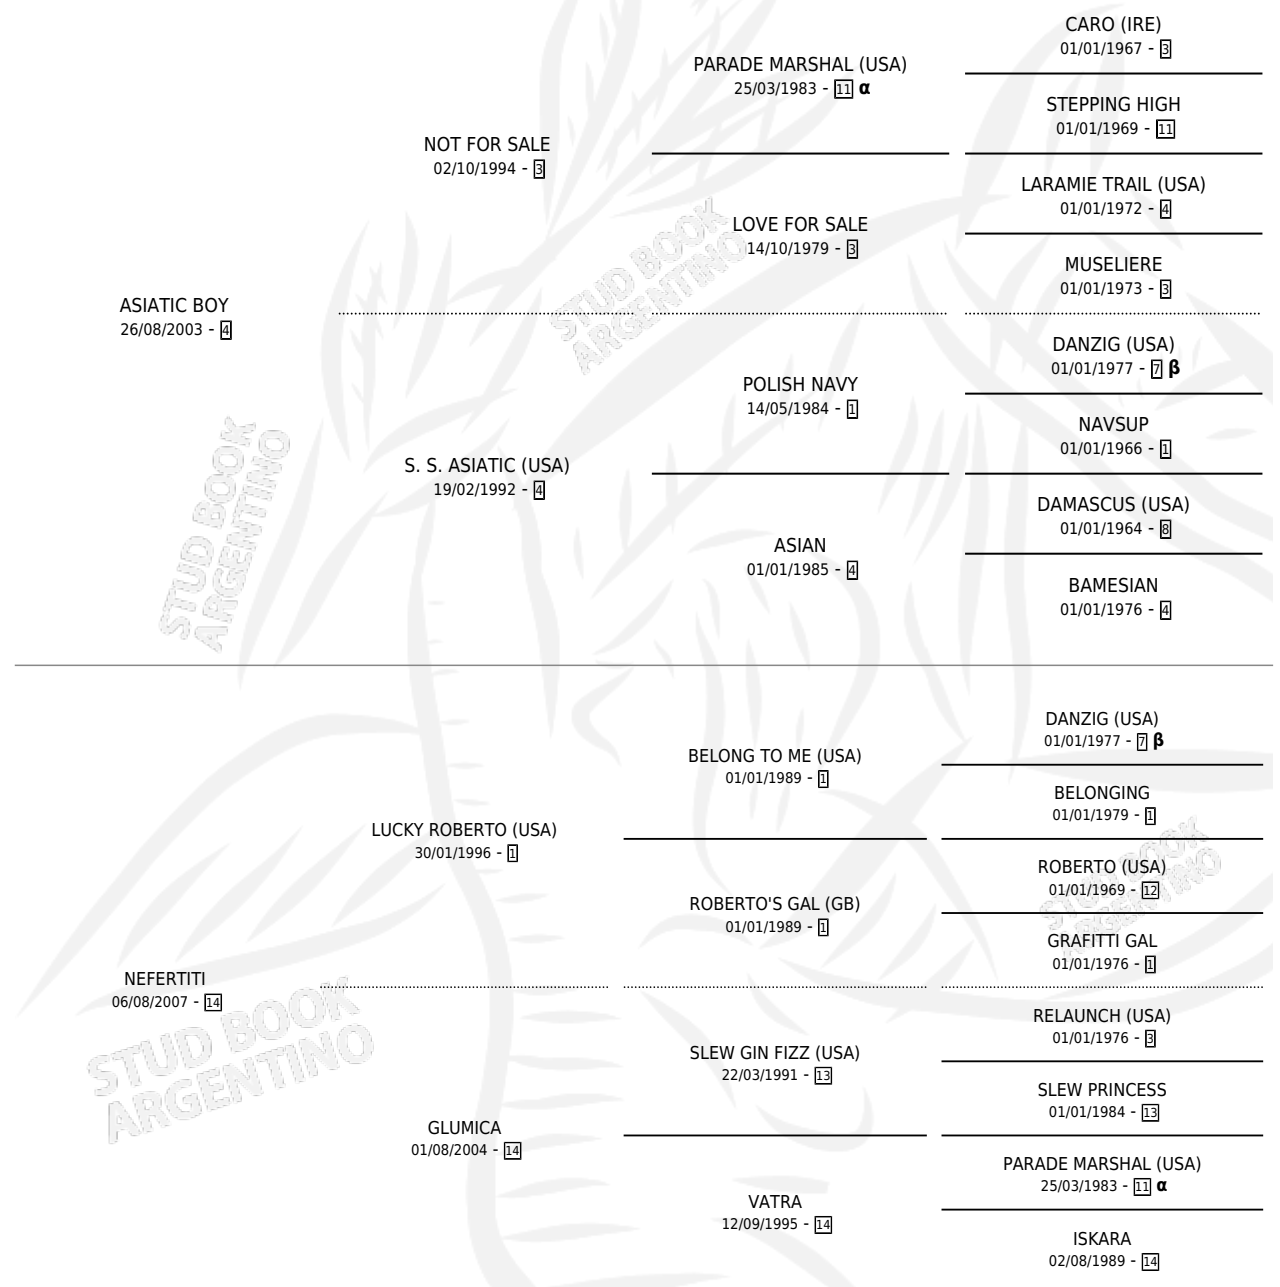 CARO (IRE)
01/01/1967 - 3
PARADE MARSHAL (USA)
25/03/1983 - 11 α
STEPPING HIGH
01/01/1969 - 11
NOT FOR SALE
02/10/1994 - 3
LARAMIE TRAIL (USA)
01/01/1972 - 4
LOVE FOR SALE
14/10/1979 - 3
MUSELIERE
01/01/1973 - 3
ASIATIC BOY
26/08/2003 - 4
DANZIG (USA)
01/01/1977 - 7 β
POLISH NAVY
14/05/1984 - 1
NAVSUP
01/01/1966 - 1
S. S. ASIATIC (USA)
19/02/1992 - 4
DAMASCUS (USA)
01/01/1964 - 8
ASIAN
01/01/1985 - 4
BAMESIAN
01/01/1976 - 4
STUD BOOK
ARGENTINO
STUD BOOK
ARGENTINO
DANZIG (USA)
01/01/1977 - 7 β
BELONG TO ME (USA)
01/01/1989 - 1
BELONGING
01/01/1979 - 1
LUCKY ROBERTO (USA)
30/01/1996 - 1
ROBERTO (USA)
01/01/1969 - 12
ROBERTO'S GAL (GB)
01/01/1989 - 1
GRAFITTI GAL
01/01/1976 - 1
NEFERTITI
06/08/2007 - 14
RELAUNCH (USA)
01/01/1976 - 3
SLEW GIN FIZZ (USA)
22/03/1991 - 13
SLEW PRINCESS
01/01/1984 - 13
GLUMICA
01/08/2004 - 14
PARADE MARSHAL (USA)
25/03/1983 - 11 α
VATRA
12/09/1995 - 14
ISKARA
02/08/1989 - 14
STUD BOOK
ARGENTINO
STUD BOOK
ARGENTINO